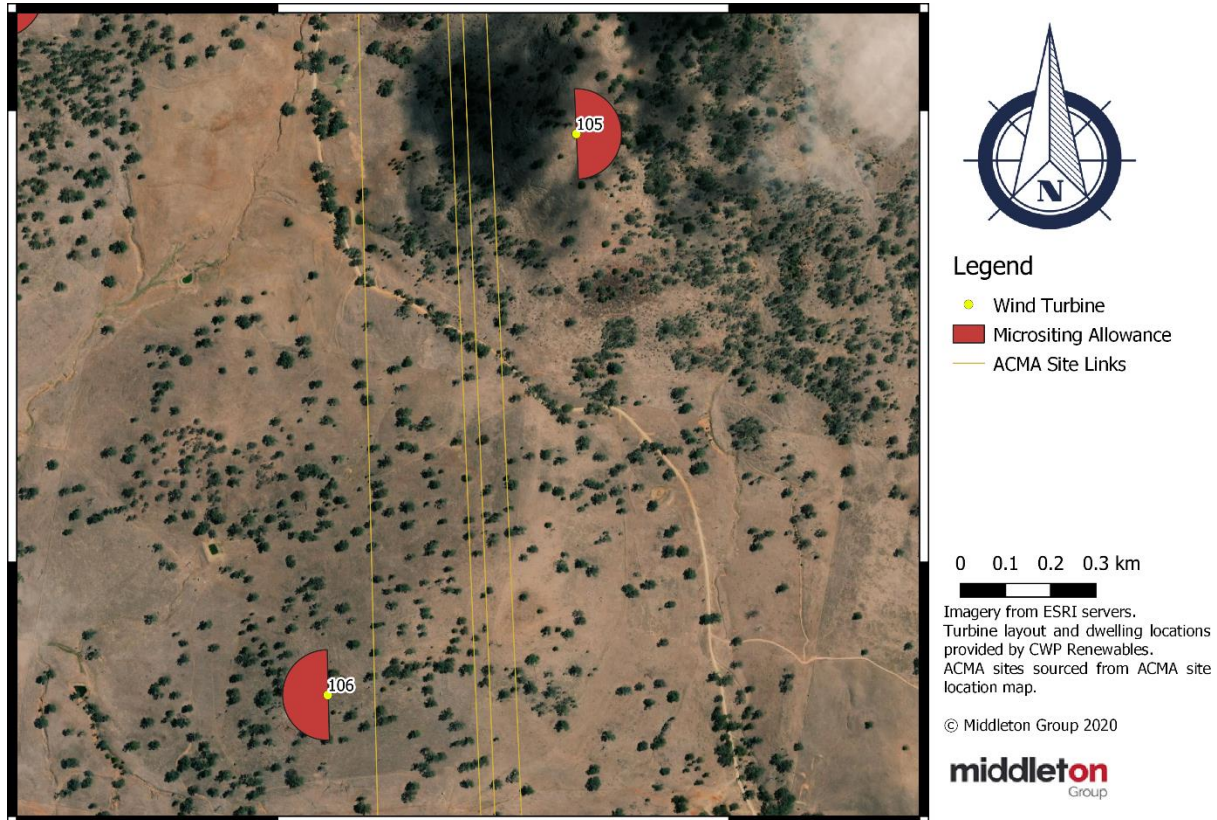 105
106
N
Legend
Wind Turbine
Micrositing Allowance
ACMA Site Links
0 0.1 0.2 0.3 km
Imagery from ESRI servers.
Turbine layout and dwelling locations
provided by CWP Renewables.
ACMA sites sourced from ACMA site
location map.
© Middleton Group 2020
middleton
Group